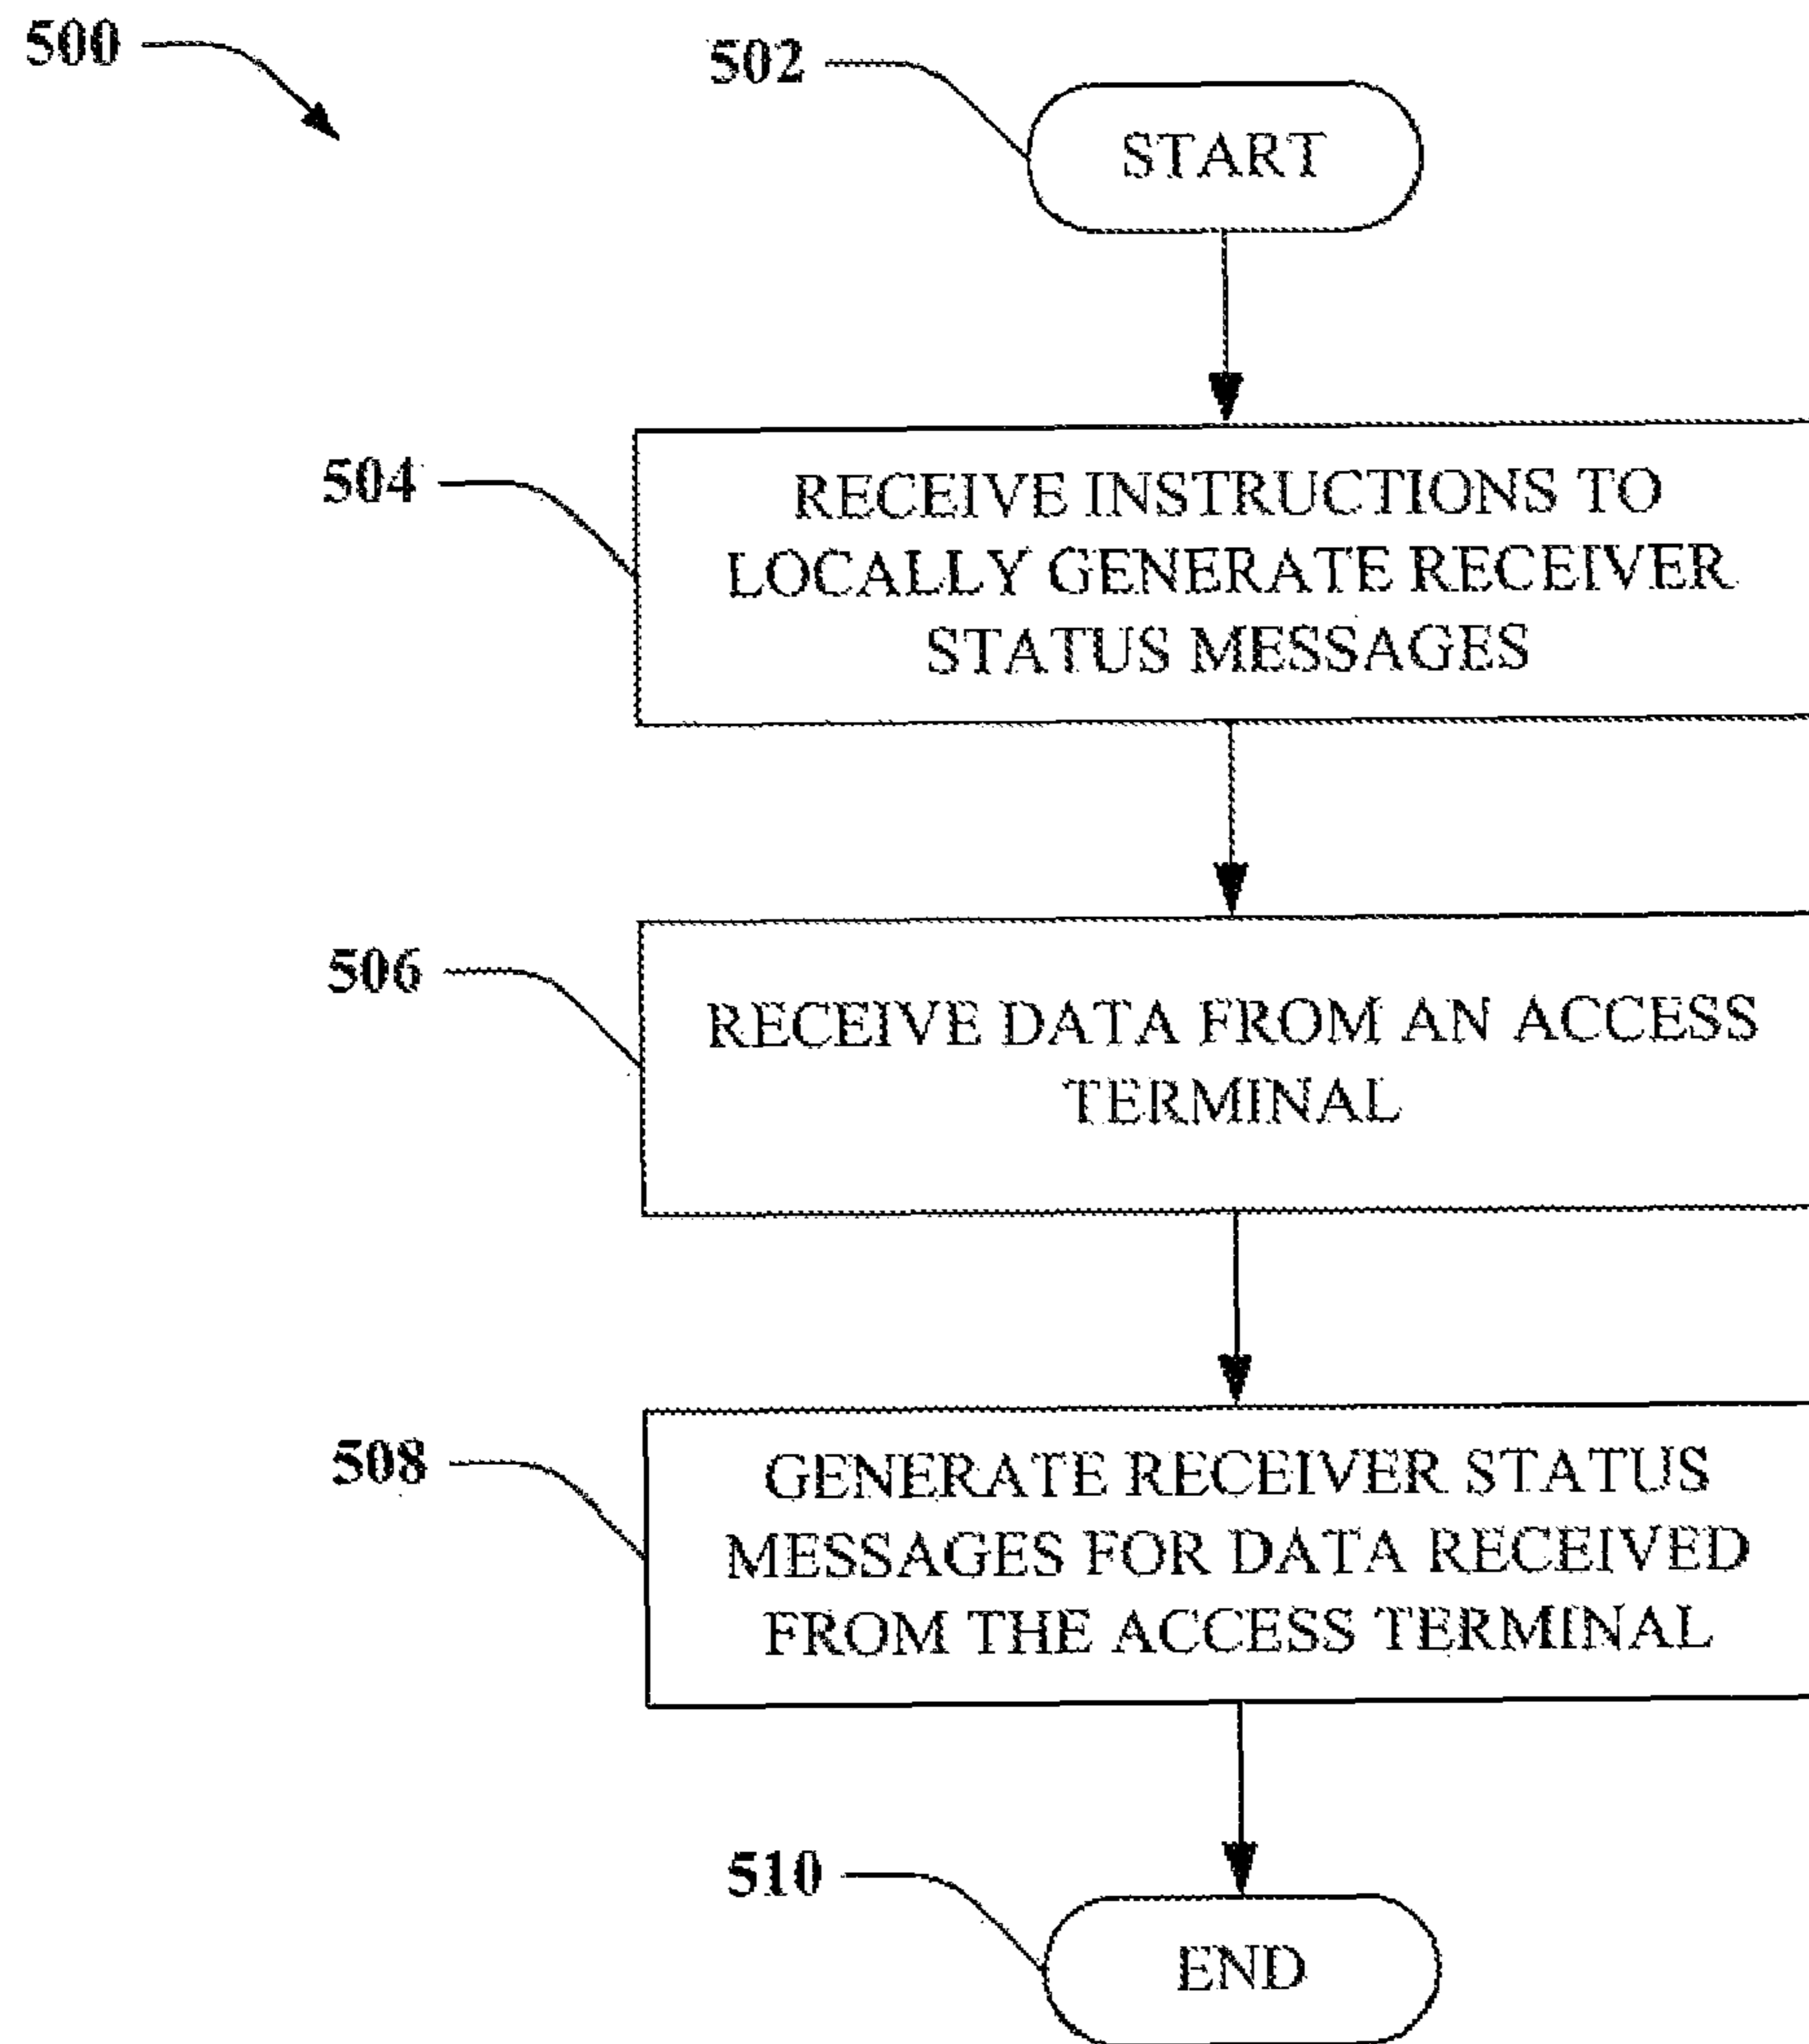 500
502
START
504
RECEIVE INSTRUCTIONS TO
LOCALLY GENERATE RECEIVER
STATUS MESSAGES
506
RECEIVE DATA FROM AN ACCESS
TERMINAL
508
GENERATE RECEIVER STATUS
MESSAGES FOR DATA RECEIVED
FROM THE ACCESS TERMINAL
510
END